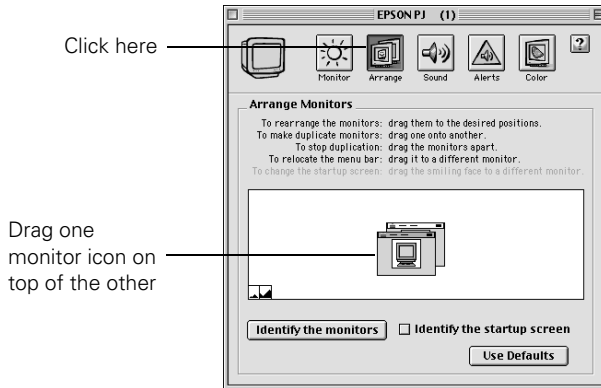 EPSON PJ (1)
Click here
Monitor Arrange Sound Alerts Color ?
Arrange Monitors
To rearrange the monitors: drag them to the desired positions.
To make duplicate monitors: drag one onto another.
To stop duplication: drag the monitors apart.
To relocate the menu bar: drag it to a different monitor.
To change the startup screen: drag the smiling face to a different monitor.
Drag one
monitor icon on
top of the other
Identify the monitors Identify the startup screen
Use Defaults